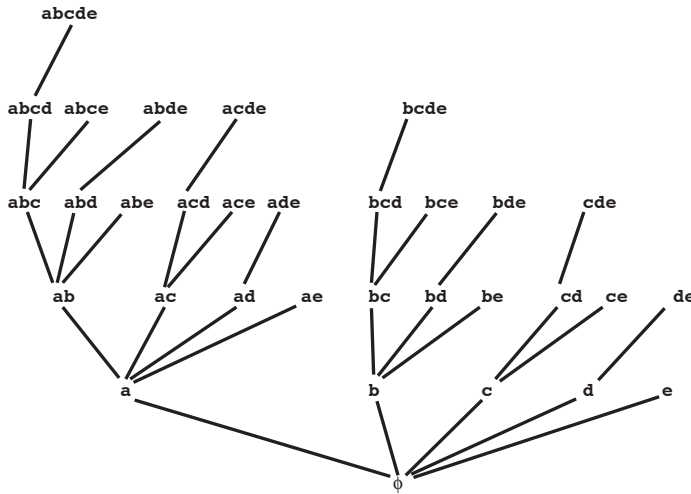 abcde
abcd abce abde acde bcde
abc abd abe acd ace ade bcd bce bde cde
ab ac ad ae bc bd be cd ce de
a b c d e
ϕ